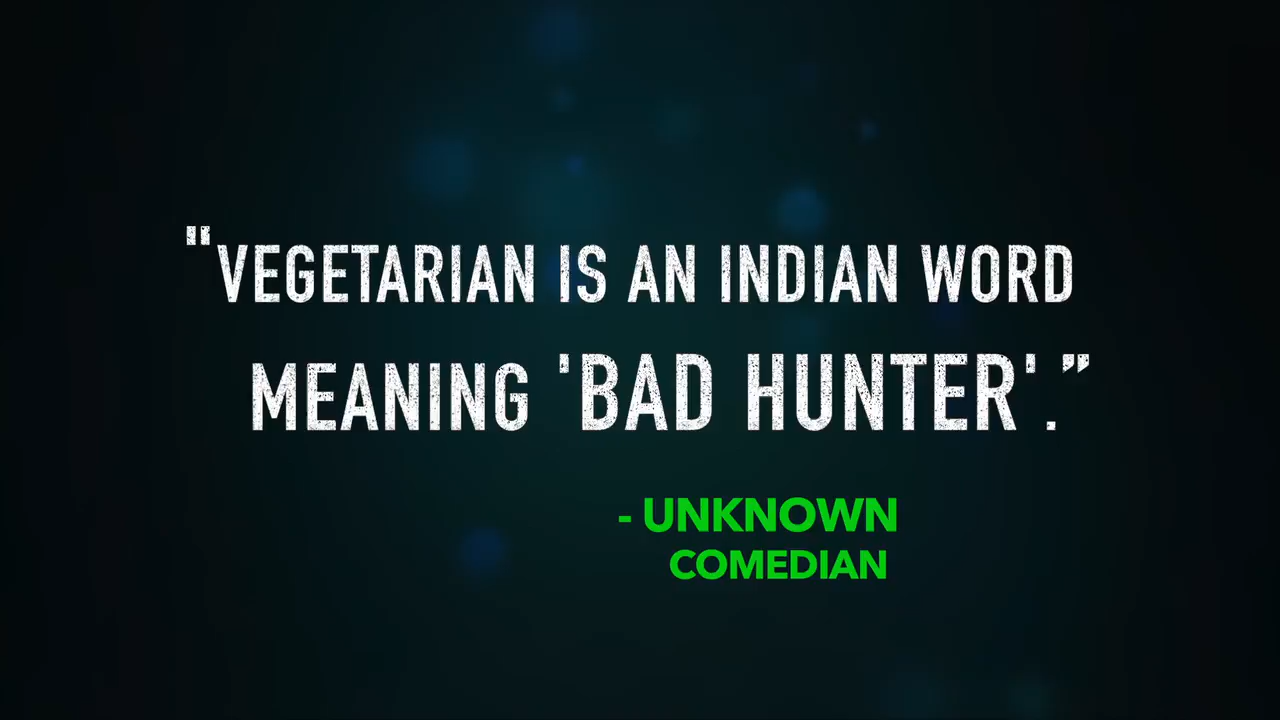 "VEGETARIAN IS AN INDIAN WORD
MEANING 'BAD HUNTER'.”
- UNKNOWN
COMEDIAN